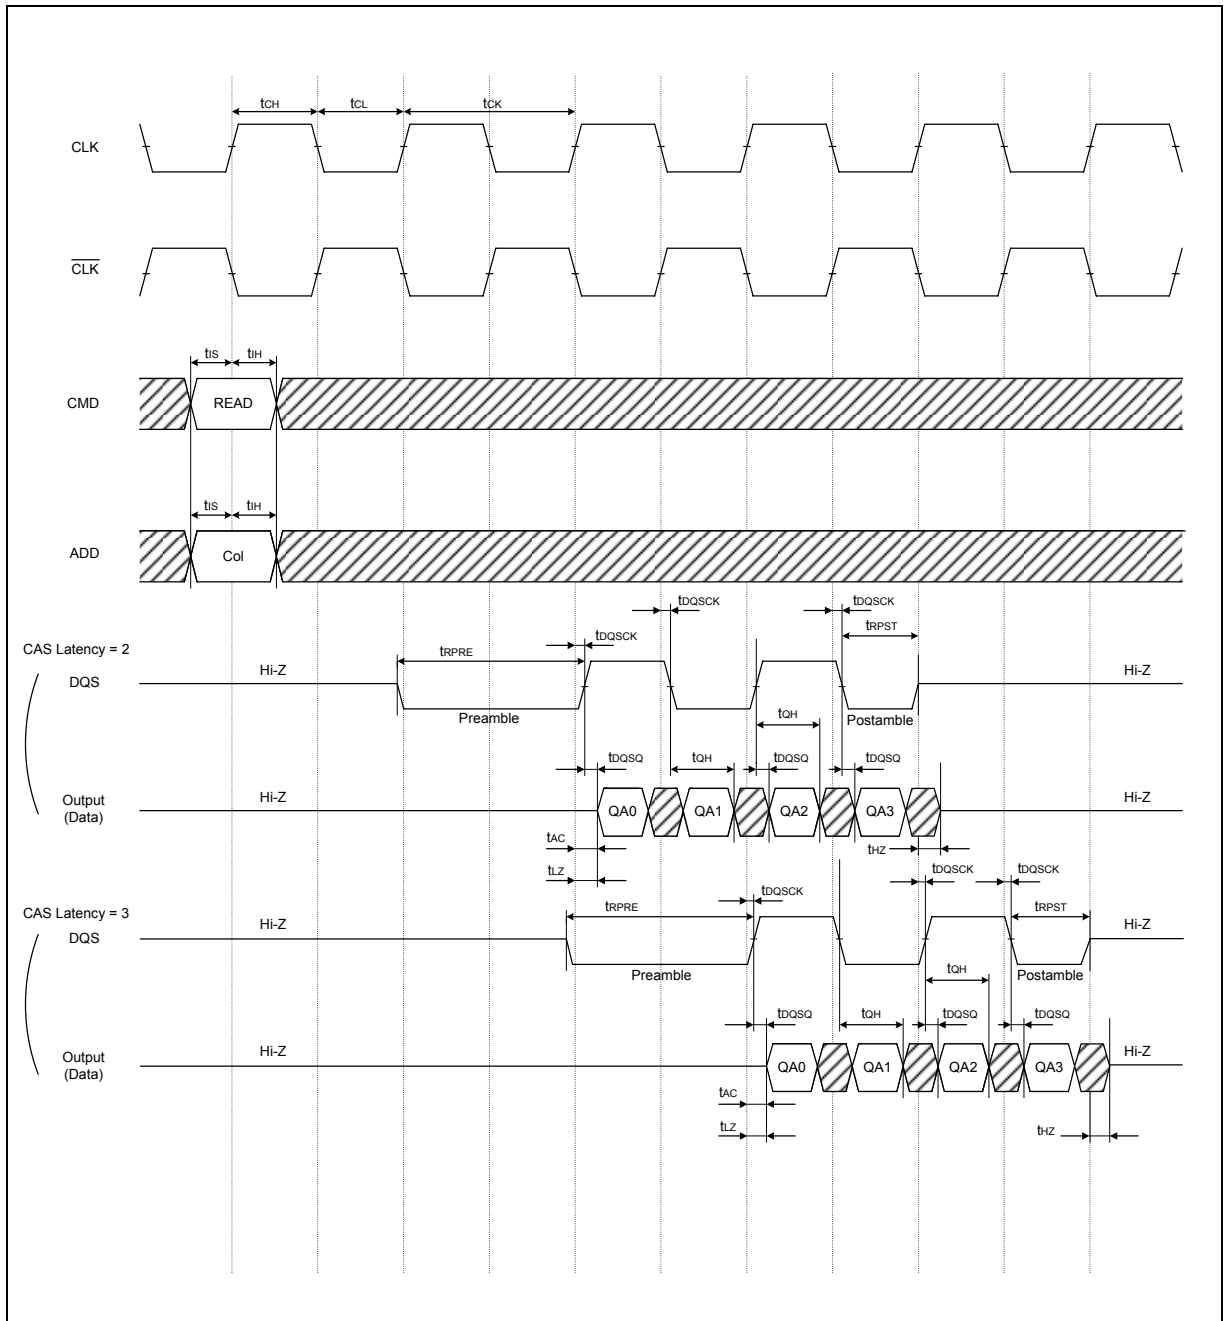 tCH tCL tCK
CLK
CLK
tIS tIH
CMD READ
tIS tIH
ADD Col
tDQSCK tDQSCK
tRPST
tDQSCK
CAS Latency = 2
tRPRE
Hi-Z Hi-Z
DQS
Preamble Postamble
tQH
tDQSQ tQH tDQSQ tDQSQ
Hi-Z Hi-Z
Output
(Data)
QA0 QA1 QA2 QA3
tAC
tHZ
tLZ
tDQSCK tDQSCK
tDQSCK
CAS Latency = 3
tRPRE tRPST
Hi-Z Hi-Z
DQS
Preamble Postamble
tQH
tDQSQ tQH tDQSQ tDQSQ
Hi-Z Hi-Z
Output
(Data)
QA0 QA1 QA2 QA3
tAC
tLZ tHZ